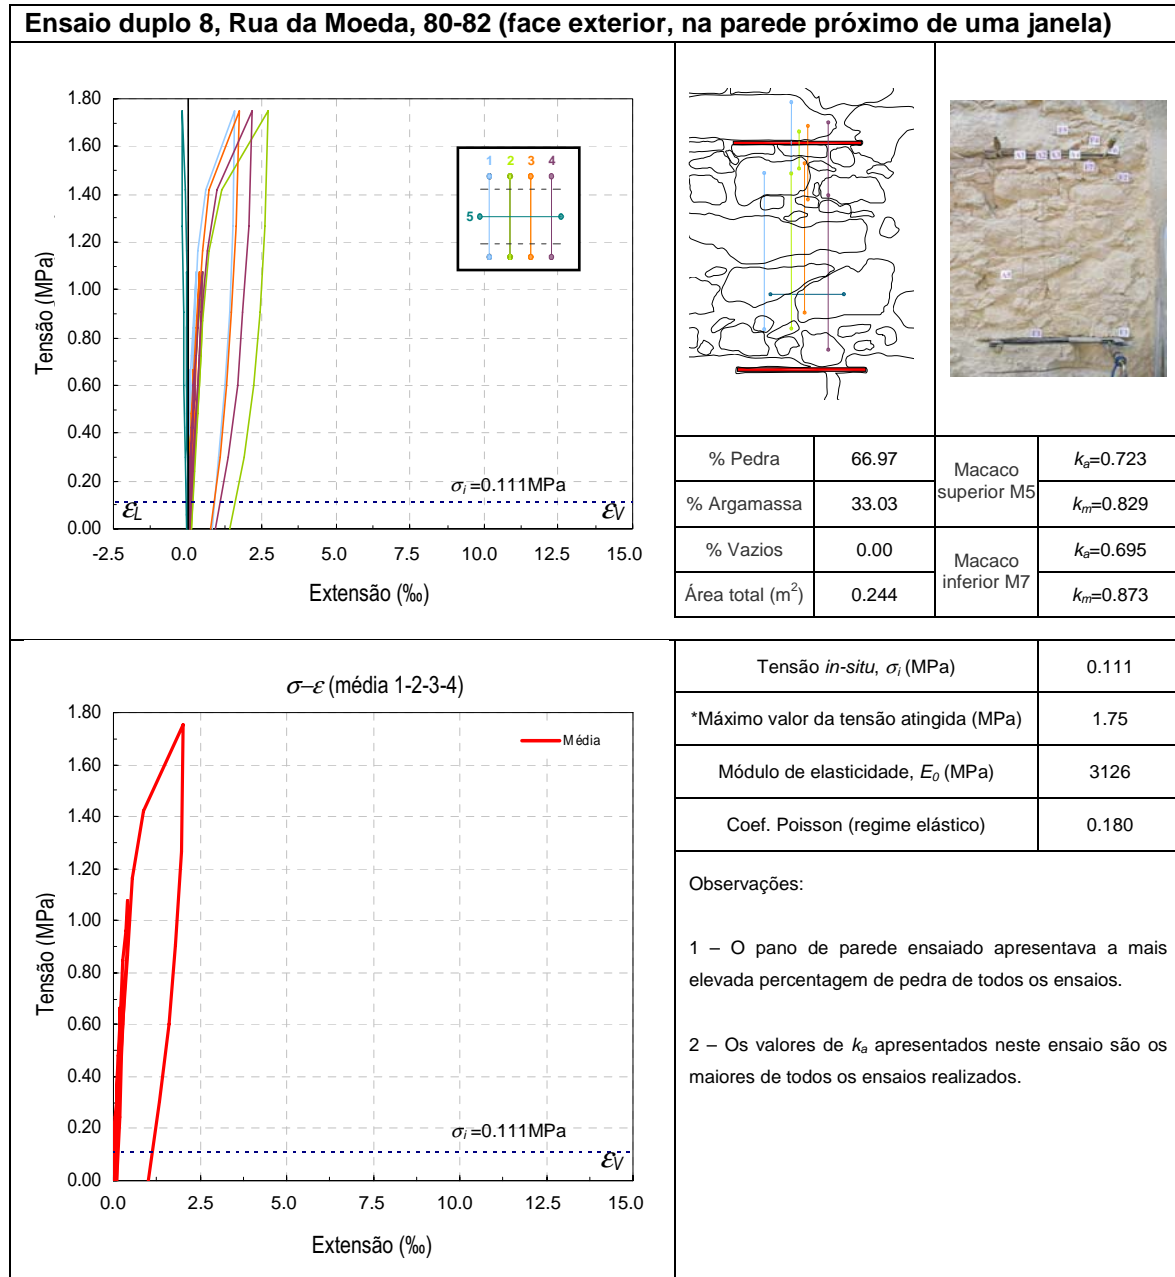 Ensaio duplo 8, Rua da Moeda, 80-82 (face exterior, na parede próximo de uma janela)
1.80
1.60
1.40
1.20
1.00
0.80
0.60
0.40
0.20
0.00
Tensão (MPa)
1 2 3 4
5
σi =0.111MPa
εL
εV
-2.5 0.0 2.5 5.0 7.5 10.0 12.5 15.0
Extensão (‰)
% Pedra 66.97 Macaco superior M5 ka=0.723
% Argamassa 33.03 km=0.829
% Vazios 0.00 Macaco inferior M7 ka=0.695
Área total (m2) 0.244 km=0.873
σ–ε (média 1-2-3-4)
1.80
1.60
1.40
1.20
1.00
0.80
0.60
0.40
0.20
0.00
Tensão (MPa)
Média
σi =0.111MPa
εV
0.0 2.5 5.0 7.5 10.0 12.5 15.0
Extensão (‰)
Tensão in-situ, σi (MPa) 0.111
*Máximo valor da tensão atingida (MPa) 1.75
Módulo de elasticidade, E0 (MPa) 3126
Coef. Poisson (regime elástico) 0.180
Observações:
1 – O pano de parede ensaiado apresentava a mais
elevada percentagem de pedra de todos os ensaios.
2 – Os valores de ka apresentados neste ensaio são os
maiores de todos os ensaios realizados.